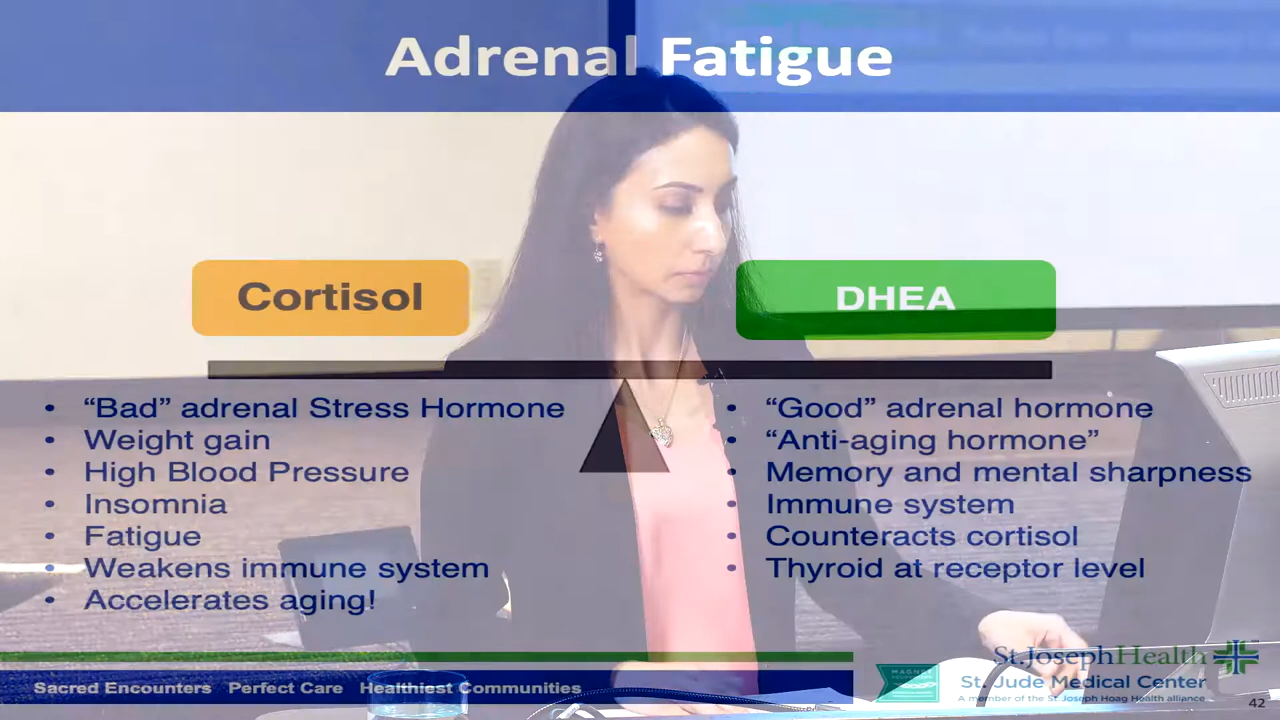 Adrenal Fatigue
Cortisol
DHEA
• “Bad” adrenal Stress Hormone
• Weight gain
• High Blood Pressure
• Insomnia
• Fatigue
• Weakens immune system
• Accelerates aging!
• “Good” adrenal hormone
• “Anti-aging hormone”
• Memory and mental sharpness
• Immune system
• Counteracts cortisol
• Thyroid at receptor level
Sacred Encounters Perfect Care Healthiest Communities
MAGNET
St.JosephHealth
St. Jude Medical Center
A member of the St. Joseph Hoag Health alliance
42